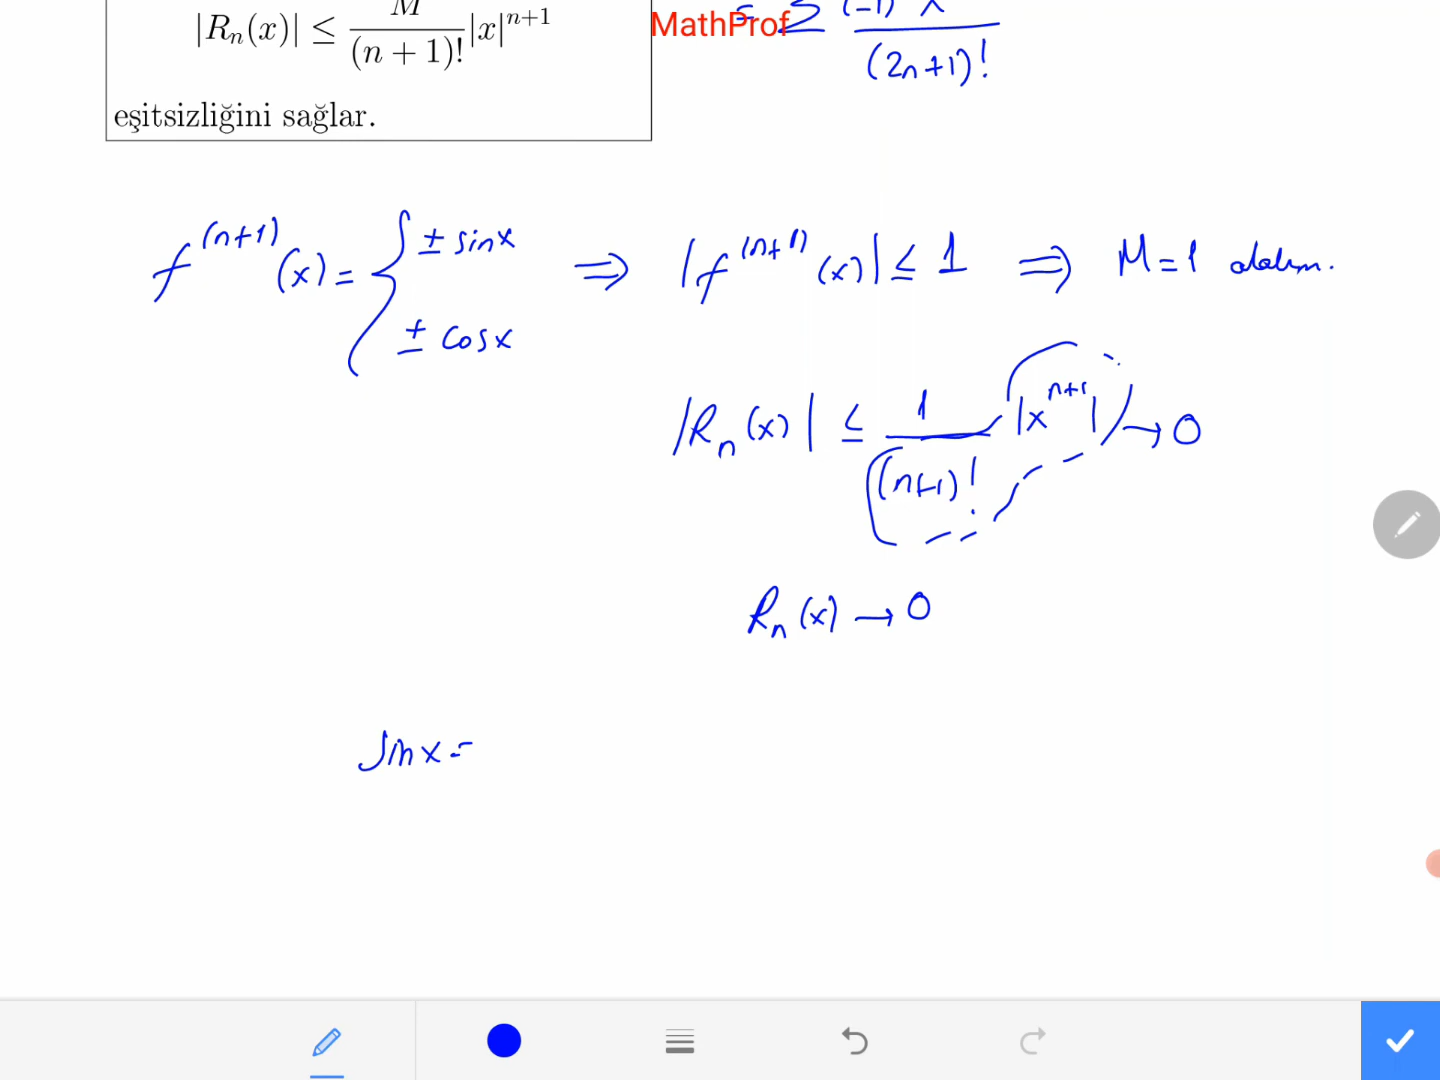 |Rₙ(x)| ≤ M/(n + 1)! |x|ⁿ⁺¹
MathProf
= Σ (-1) x / (2n+1)!
eşitsizliğini sağlar.
f⁽ⁿ⁺¹⁾(x) = { ± sinx ⇒ |f⁽ⁿ⁺¹⁾(x)| ≤ 1 ⇒ M=1 alalım.
± cosx
|Rₙ(x)| ≤ 1/(n+1)! |xⁿ⁺¹| → 0
Rₙ(x) → 0
sinx =